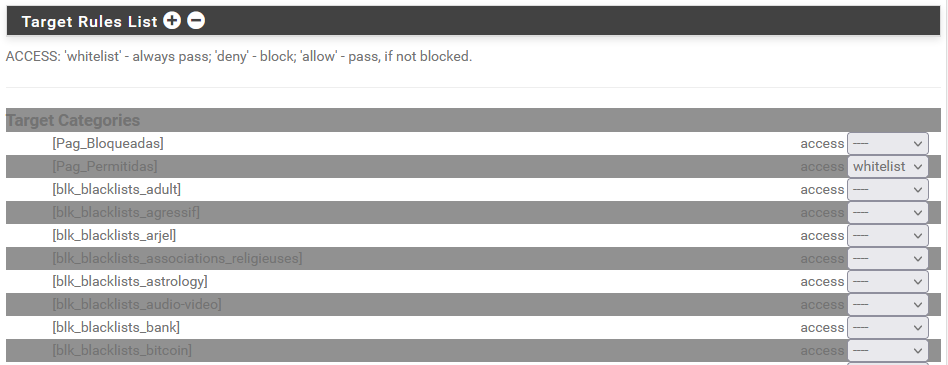 Target Rules List
ACCESS: 'whitelist' - always pass; 'deny' - block; 'allow' - pass, if not blocked.
Target Categories
[Pag_Bloqueadas] access ----
[Pag_Permitidas] access whitelist
[blk_blacklists_adult] access ----
[blk_blacklists_agressif] access ----
[blk_blacklists_arjel] access ----
[blk_blacklists_associations_religieuses] access ----
[blk_blacklists_astrology] access ----
[blk_blacklists_audio-video] access ----
[blk_blacklists_bank] access ----
[blk_blacklists_bitcoin] access ----